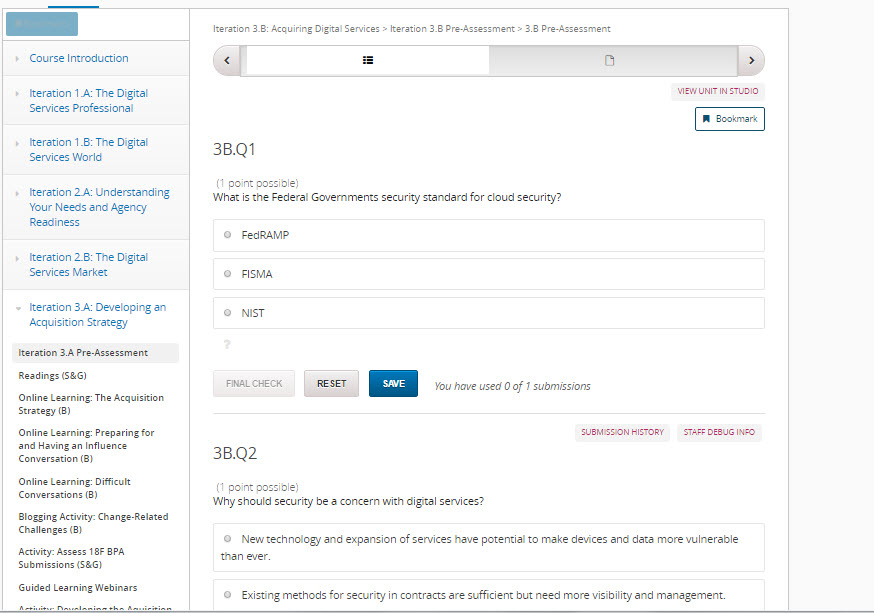 Course Introduction
Iteration 1.A: The Digital
Services Professional
Iteration 1.B: The Digital
Services World
Iteration 2.A: Understanding
Your Needs and Agency
Readiness
Iteration 2.B: The Digital
Services Market
Iteration 3.A: Developing an
Acquisition Strategy
Iteration 3.A Pre-Assessment
Readings (S&G)
Online Learning: The Acquisition
Strategy (B)
Online Learning: Preparing for
and Having an Influence
Conversation (B)
Online Learning: Difficult
Conversations (B)
Blogging Activity: Change-Related
Challenges (B)
Activity: Assess 18F BPA
Submissions (S&G)
Guided Learning Webinars
Activity: Developing the Acquisition
Iteration 3.B: Acquiring Digital Services > Iteration 3.B Pre-Assessment > 3.B Pre-Assessment
VIEW UNIT IN STUDIO
Bookmark
3B.Q1
(1 point possible)
What is the Federal Governments security standard for cloud security?
FedRAMP
FISMA
NIST
?
FINAL CHECK RESET SAVE You have used 0 of 1 submissions
SUBMISSION HISTORY STAFF DEBUG INFO
3B.Q2
(1 point possible)
Why should security be a concern with digital services?
New technology and expansion of services have potential to make devices and data more vulnerable
than ever.
Existing methods for security in contracts are sufficient but need more visibility and management.